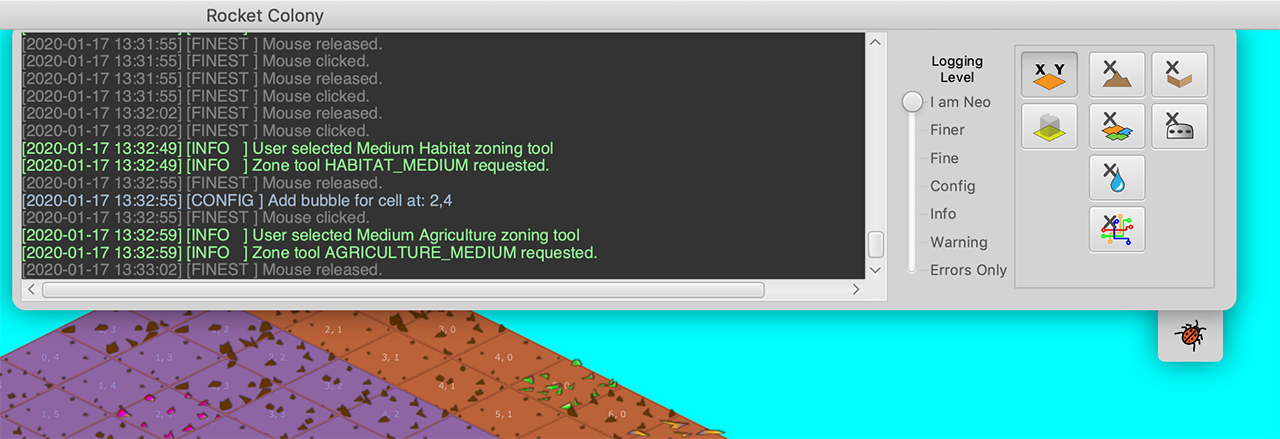 Rocket Colony
[2020-01-17 13:31:55] [FINEST ] Mouse released.
[2020-01-17 13:31:55] [FINEST ] Mouse clicked.
[2020-01-17 13:31:55] [FINEST ] Mouse released.
[2020-01-17 13:31:55] [FINEST ] Mouse clicked.
[2020-01-17 13:32:02] [FINEST ] Mouse released.
[2020-01-17 13:32:02] [FINEST ] Mouse clicked.
[2020-01-17 13:32:49] [INFO ] User selected Medium Habitat zoning tool
[2020-01-17 13:32:49] [INFO ] Zone tool HABITAT_MEDIUM requested.
[2020-01-17 13:32:55] [FINEST ] Mouse released.
[2020-01-17 13:32:55] [CONFIG ] Add bubble for cell at: 2,4
[2020-01-17 13:32:55] [FINEST ] Mouse clicked.
[2020-01-17 13:32:59] [INFO ] User selected Medium Agriculture zoning tool
[2020-01-17 13:32:59] [INFO ] Zone tool AGRICULTURE_MEDIUM requested.
[2020-01-17 13:33:02] [FINEST ] Mouse released.
Logging
Level
I am Neo
Finer
Fine
Config
Info
Warning
Errors Only
X Y
X
X
X
X
X
X
2, 1 3, 0
0, 4 1, 3 2, 2 3, 1 4, 0
1, 4 4, 1
1, 5 3, 3 4, 2 5, 1 6, 0